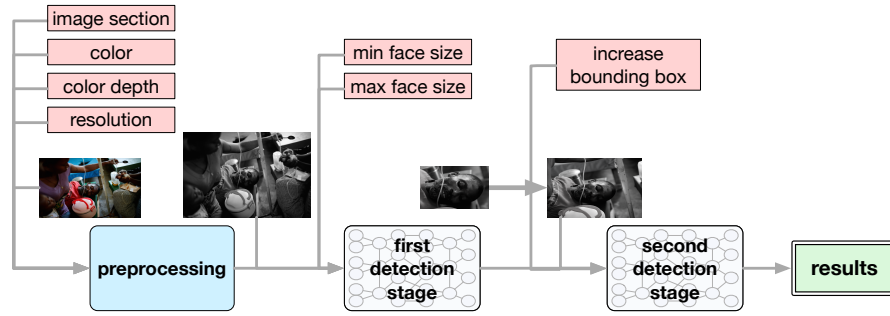 image section
color
color depth
resolution
min face size
max face size
increase
bounding box
preprocessing
first
detection
stage
second
detection
stage
results